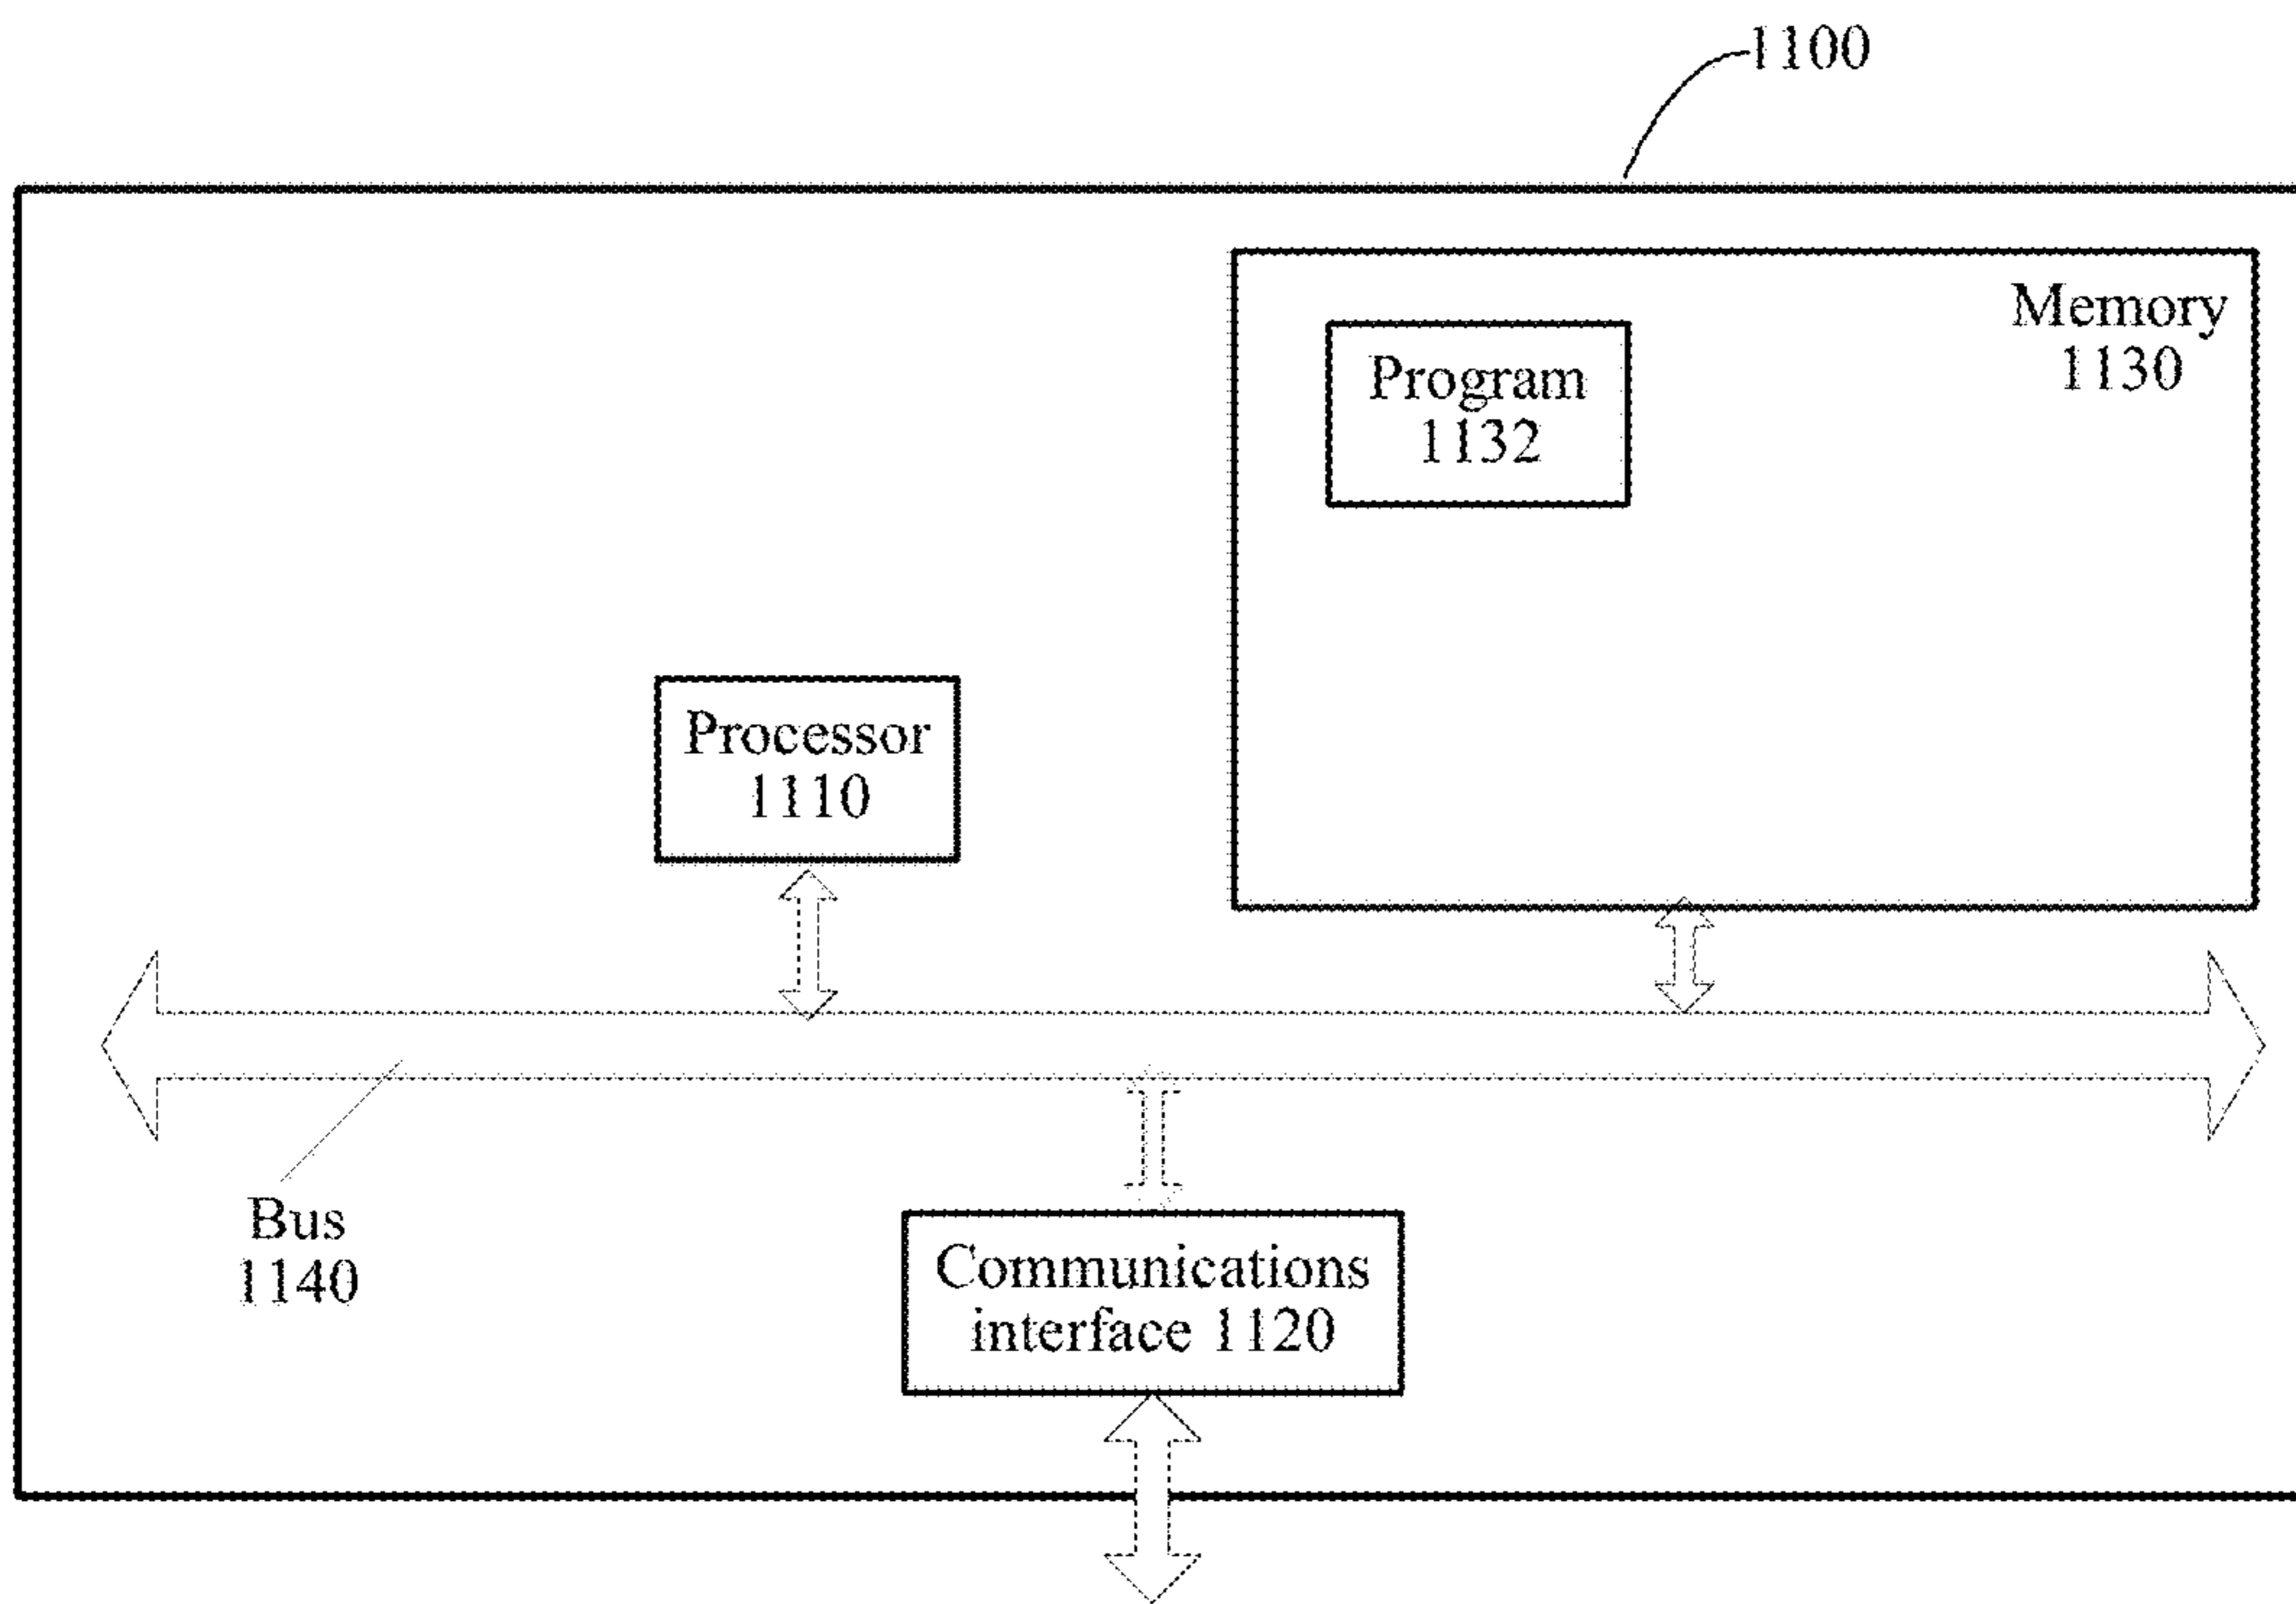 1100
Memory
1130
Program
1132
Processor
1110
Bus
1140
Communications
interface 1120